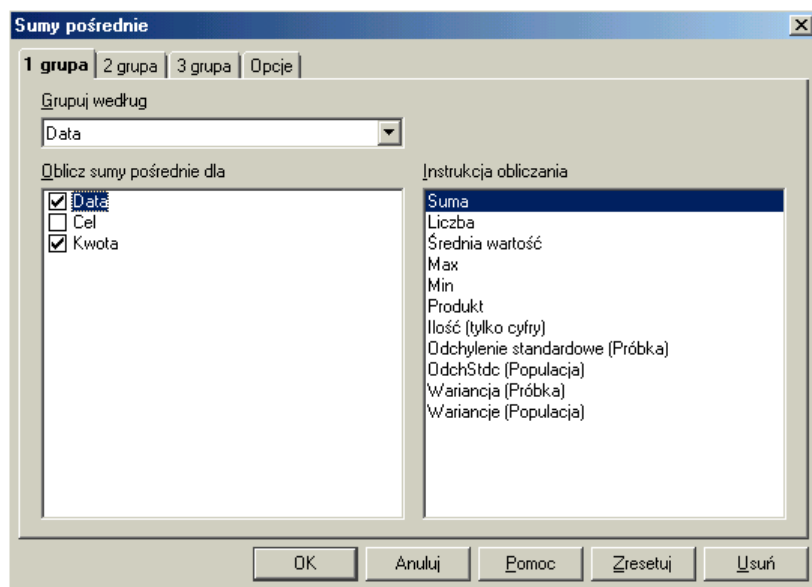 Sumy pośrednie
1 grupa 2 grupa 3 grupa Opcje
Grupuj według
Data
Oblicz sumy pośrednie dla
Data
Cel
Kwota
Instrukcja obliczania
Suma
Liczba
Średnia wartość
Max
Min
Produkt
Ilość (tylko cyfry)
Odchylenie standardowe (Próbka)
OdchStdc (Populacja)
Wariancja (Próbka)
Wariancje (Populacja)
OK Anuluj Pomoc Zresetuj Usuń